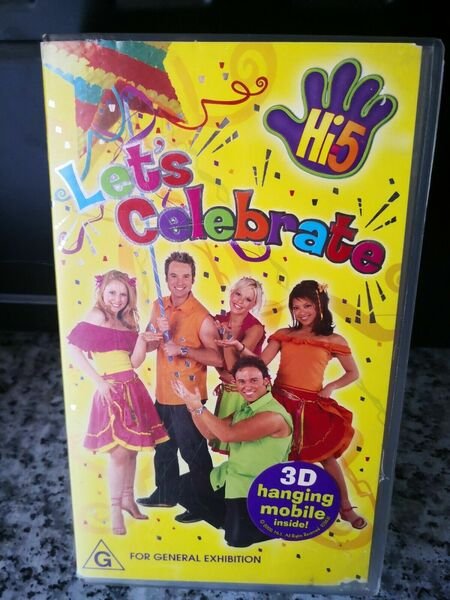 Hi5
Let's
Celebrate
3D
hanging
mobile
inside!
G
FOR GENERAL EXHIBITION